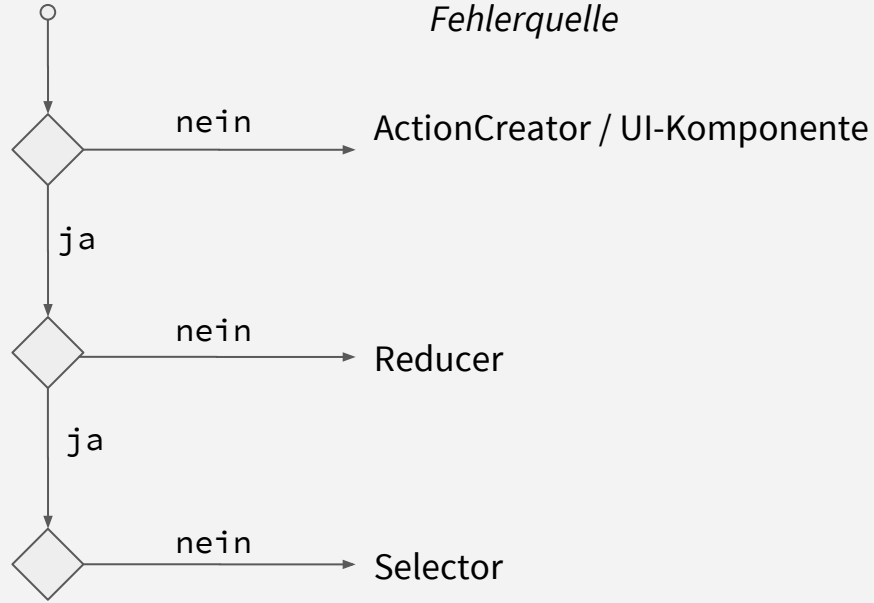 Fehlerquelle
nein
ActionCreator / UI-Komponente
ja
nein
Reducer
ja
nein
Selector